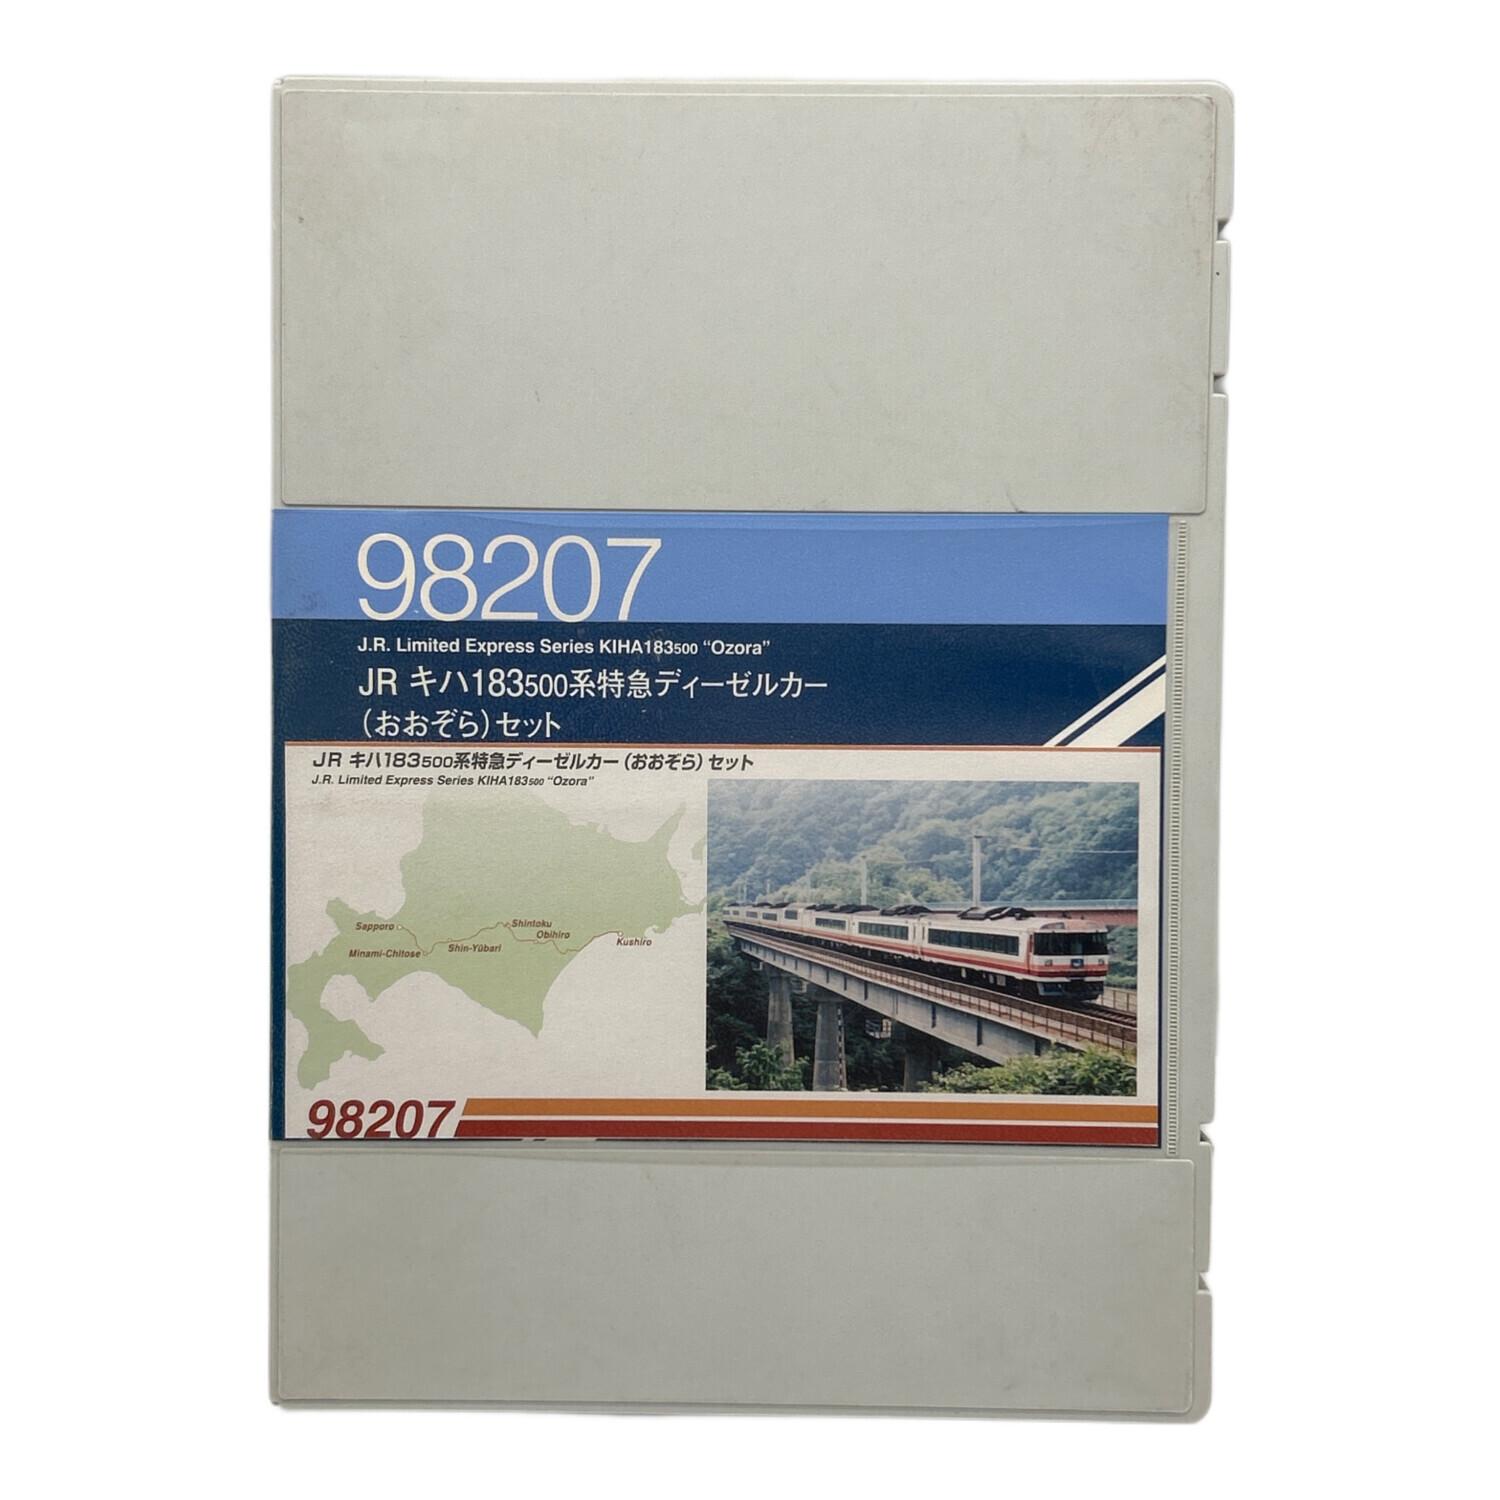 98207
J.R. Limited Express Series KIHA183500 “Ozora”
JR キハ183500系特急ディーゼルカー
（おおぞら）セット
JR キハ183500系特急ディーゼルカー（おおぞら）セット
J.R. Limited Express Series KIHA183500 “Ozora”
Sapporo
Minami-Chitose
Shin-Yūbari
Shintoku
Obihiro
Kushiro
98207